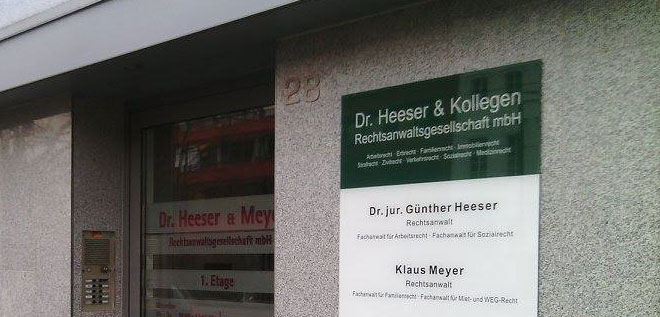 28
Dr. Heeser & Kollegen
Rechtsanwaltsgesellschaft mbH
Arbeitsrecht · Erbrecht · Familienrecht · Immobilienrecht
Strafrecht · Zivilrecht · Verkehrsrecht · Sozialrecht · Medizinrecht
Dr. jur. Günther Heeser
Rechtsanwalt
Fachanwalt für Arbeitsrecht · Fachanwalt für Sozialrecht
Klaus Meyer
Rechtsanwalt
Fachanwalt für Familienrecht · Fachanwalt für Miet- und WEG-Recht
Dr. Heeser & Meye
Rechtsanwaltsgesellschaft mbH
1. Etage